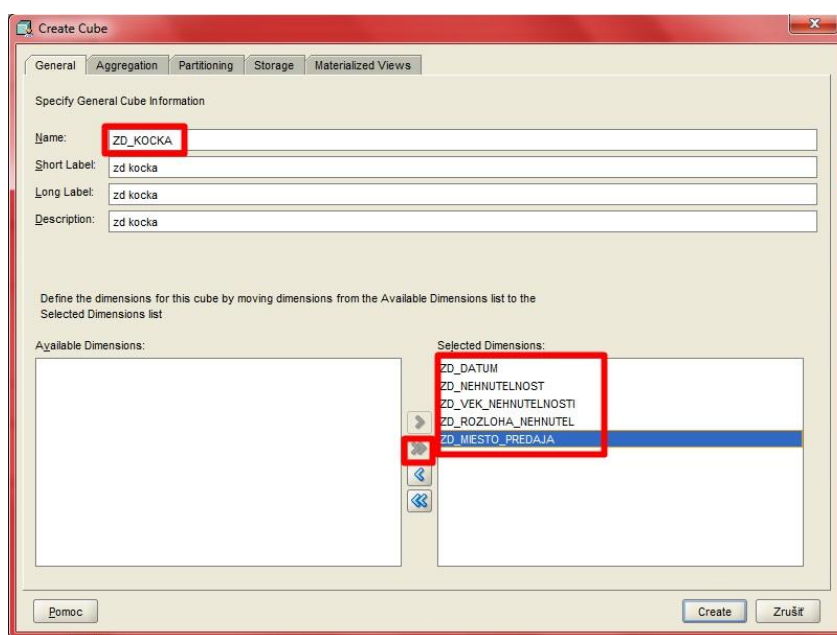 Create Cube
General Aggregation Partitioning Storage Materialized Views
Specify General Cube Information
Name: ZD_KOCKA
Short Label: zd kocka
Long Label: zd kocka
Description: zd kocka
Define the dimensions for this cube by moving dimensions from the Available Dimensions list to the
Selected Dimensions list
Available Dimensions:
Selected Dimensions:
ZD_DATUM
ZD_NEHNUTELNOST
ZD_VEK_NEHNUTELNOSTI
ZD_ROZLOHA_NEHNUTEL
ZD_MIESTO_PREDAJA
Pomoc Create Zrušiť